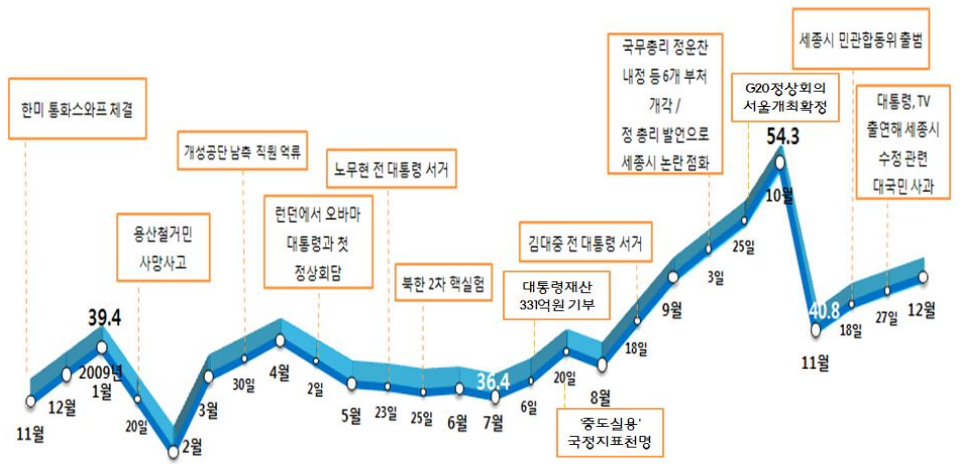 한미 통화스와프 체결
용산철거민
사망사고
개성공단 남측 직원 억류
런던에서 오바마
대통령과 첫
정상회담
노무현 전 대통령 서거
북한 2차 핵실험
대통령재산
331억원 기부
김대중 전 대통령 서거
국무총리 정운찬
내정 등 6개 부처
개각 /
정 총리 발언으로
세종시 논란 점화
G20정상회의
서울개최확정
세종시 민관합동위 출범
대통령, TV
출연해 세종시
수정 관련
대국민 사과
'중도실용'
국정지표천명
39.4
36.4
54.3
40.8
11월
12월
2009년
1월
20일
2월
3월
30일
4월
2일
5월
23일
25일
6월
7월
6일
20일
8월
18일
9월
3일
25일
10월
11월
18일
27일
12월